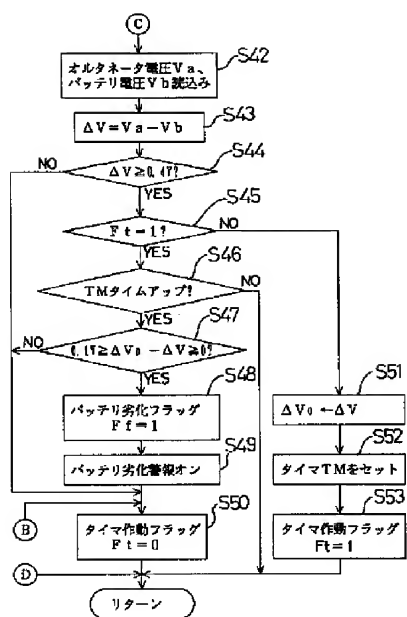 C
S42
オルタネータ電圧Va、
バッテリ電圧Vb読込み
S43
ΔV=Va-Vb
S44
NO
ΔV≧0.4V?
YES
S45
Ft=1?
NO
YES
S46
TMタイムアップ?
NO
YES
S47
NO
0.1V≧ΔV0-ΔV≧0?
YES
S48
バッテリ劣化フラッグ
Ff=1
S49
バッテリ劣化警報オン
S51
ΔV0←ΔV
S52
タイマTMをセット
B
S50
タイマ作動フラッグ
Ft=0
S53
タイマ作動フラッグ
Ft=1
D
リターン